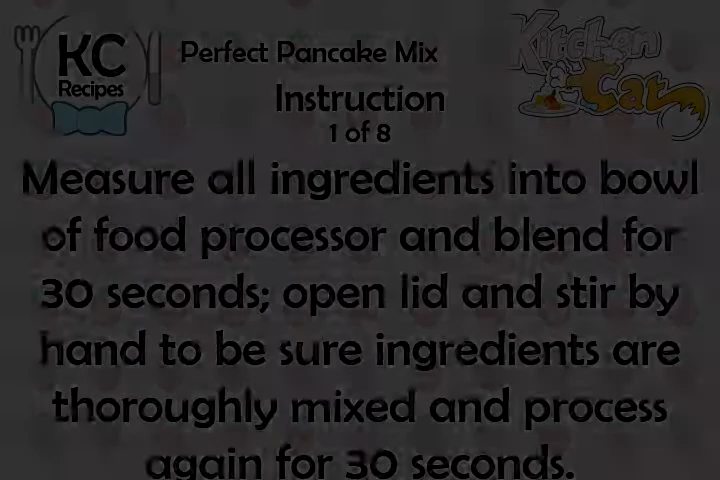 KC
Recipes
Perfect Pancake Mix
Kitchen
Cat
Instruction
1 of 8
Measure all ingredients into bowl
of food processor and blend for
30 seconds; open lid and stir by
hand to be sure ingredients are
thoroughly mixed and process
again for 30 seconds.